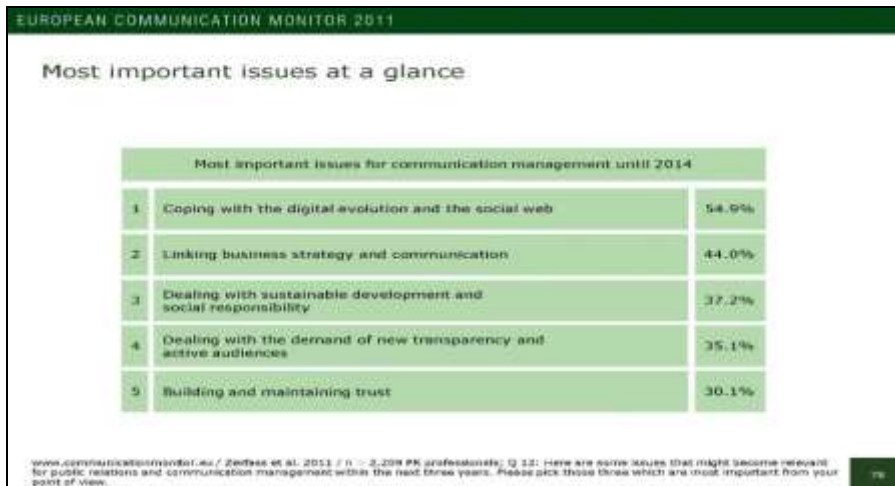 EUROPEAN COMMUNICATION MONITOR 2011
Most important issues at a glance
Most important issues for communication management until 2014
1 Coping with the digital evolution and the social web 54.9%
2 Linking business strategy and communication 44.0%
3 Dealing with sustainable development and
social responsibility 37.2%
4 Dealing with the demand of new transparency and
active audiences 35.1%
5 Building and maintaining trust 30.1%
www.communicationmonitor.eu / Zerfass et al. 2011 / n = 2,209 PR professionals; Q 12: Here are some issues that might become relevant
for public relations and communication management within the next three years. Please pick those three which are most important from your
point of view.